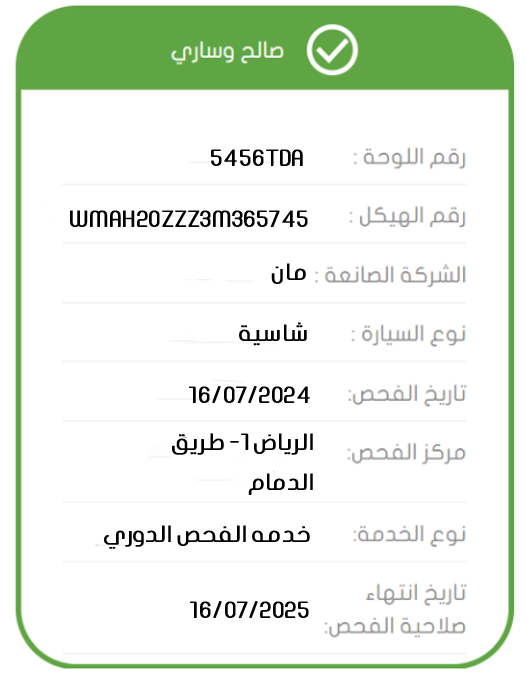 صالح وساري
رقم اللوحة : 5456TDA
رقم الهيكل : WMAH20ZZZ3M365745
الشركة الصانعة : مان
نوع السيارة : شاسية
تاريخ الفحص: 16/07/2024
مركز الفحص: الرياض 1- طريق
الدمام
نوع الخدمة: خدمه الفحص الدوري
تاريخ انتهاء
صلاحية الفحص: 16/07/2025